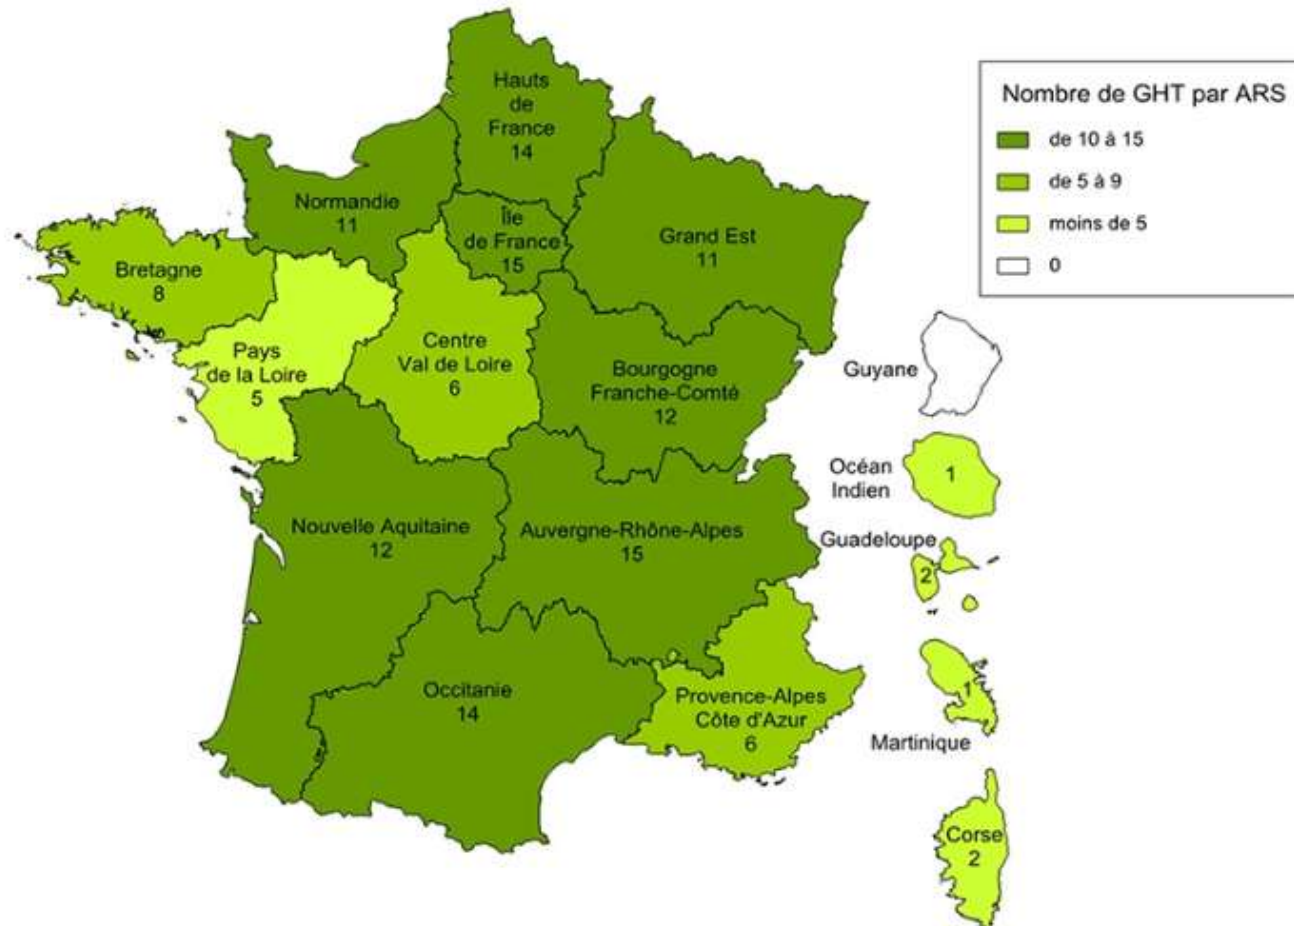 Nombre de GHT par ARS
de 10 à 15
de 5 à 9
moins de 5
0
Hauts
de
France
14
Normandie
11
Île
de France
15
Grand Est
11
Bretagne
8
Pays
de la Loire
5
Centre
Val de Loire
6
Bourgogne
Franche-Comté
12
Guyane
Océan
Indien
1
Nouvelle Aquitaine
12
Auvergne-Rhône-Alpes
15
Guadeloupe
2
Occitanie
14
Provence-Alpes
Côte d'Azur
6
1
Martinique
Corse
2